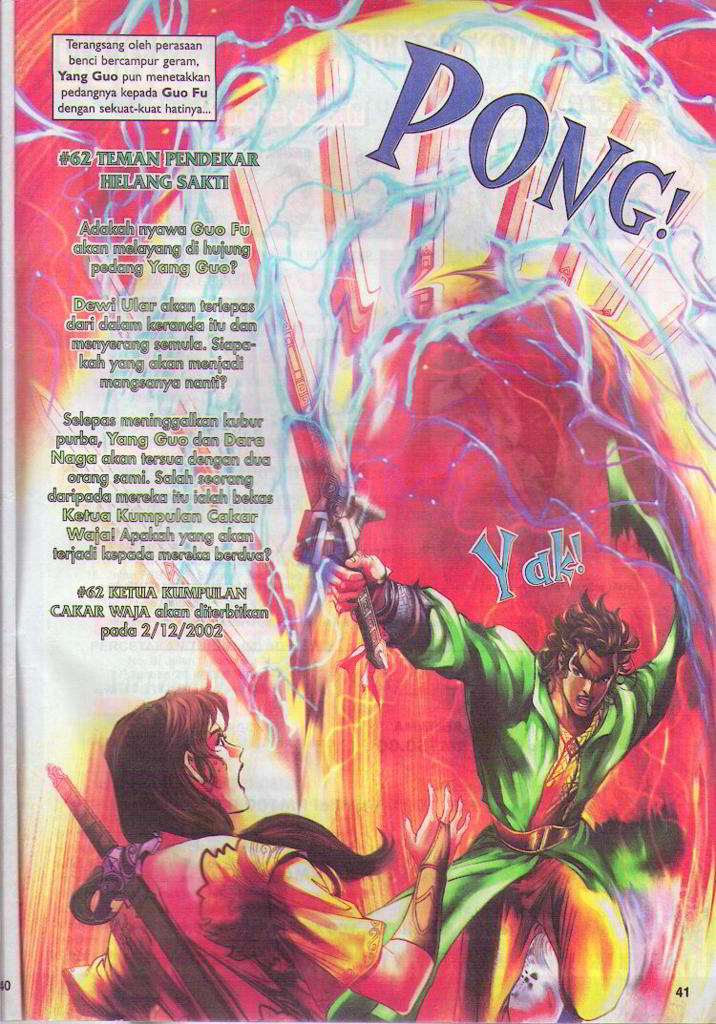 Terangsang oleh perasaan
benci bercampur geram,
Yang Guo pun menetakkan
pedangnya kepada Guo Fu
dengan sekuat-kuat hatinya...
PONG!
#62 TEMAN PENDEKAR
HELANG SAKTI
Adakah nyawa Guo Fu
akan melayang di hujung
pedang Yang Guo?
Dewi Ular akan terlepas
dari dalam keranda itu dan
menyerang semula. Siapa-
kah yang akan menjadi
mangsanya nanti?
Selepas meninggalkan kubur
purba, Yang Guo dan Dara
Naga akan tersua dengan dua
orang sami. Salah seorang
daripada mereka itu ialah bekas
Ketua Kumpulan Cakar
Waja! Apakah yang akan
terjadi kepada mereka berdua?
Yak!
#62 KETUA KUMPULAN
CAKAR WAJA akan diterbitkan
pada 2/12/2002
40
41